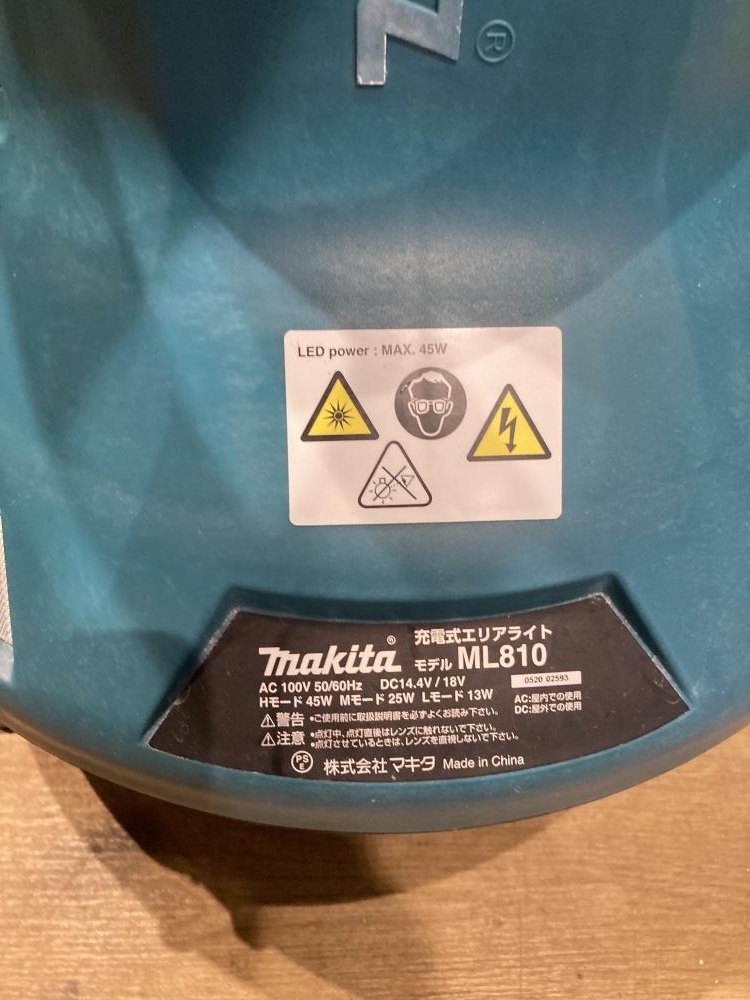 Z ®
LED power : MAX. 45W
makita® 充電式エリアライト
モデル ML810
AC 100V 50/60Hz DC14.4V / 18V
0520 02593
Hモード 45W Mモード 25W Lモード 13W
AC:屋内での使用
DC:屋外での使用
⚠警告 •ご使用前に取扱説明書を必ずよくお読み下さい。
⚠注意 •点灯中、点灯直後はレンズに触れないで下さい。
•点灯させているときは、レンズを直視しないで下さい。
PSE 株式会社マキタ Made in China